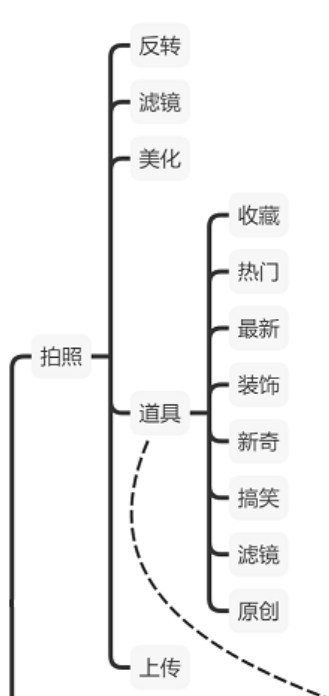 反转
滤镜
美化
收藏
热门
最新
装饰
拍照
道具
新奇
搞笑
滤镜
原创
上传